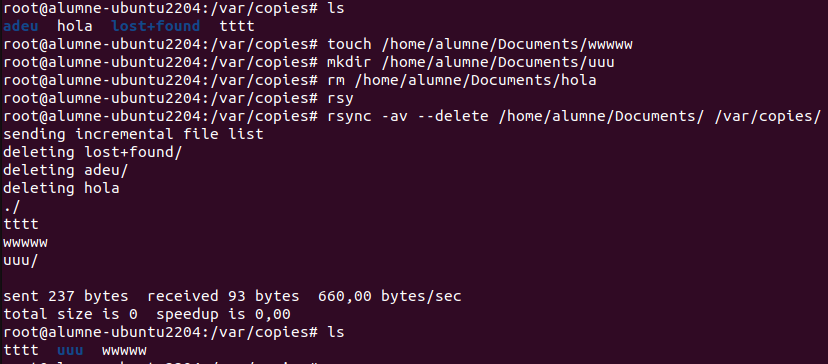 root@alumne-ubuntu2204:/var/copies# ls
adeu  hola  lost+found  tttt
root@alumne-ubuntu2204:/var/copies# touch /home/alumne/Documents/wwwww
root@alumne-ubuntu2204:/var/copies# mkdir /home/alumne/Documents/uuu
root@alumne-ubuntu2204:/var/copies# rm /home/alumne/Documents/hola
root@alumne-ubuntu2204:/var/copies# rsy
root@alumne-ubuntu2204:/var/copies# rsync -av --delete /home/alumne/Documents/ /var/copies/
sending incremental file list
deleting lost+found/
deleting adeu/
deleting hola
./
tttt
wwwww
uuu/

sent 237 bytes  received 93 bytes  660,00 bytes/sec
total size is 0  speedup is 0,00
root@alumne-ubuntu2204:/var/copies# ls
tttt  uuu  wwwww